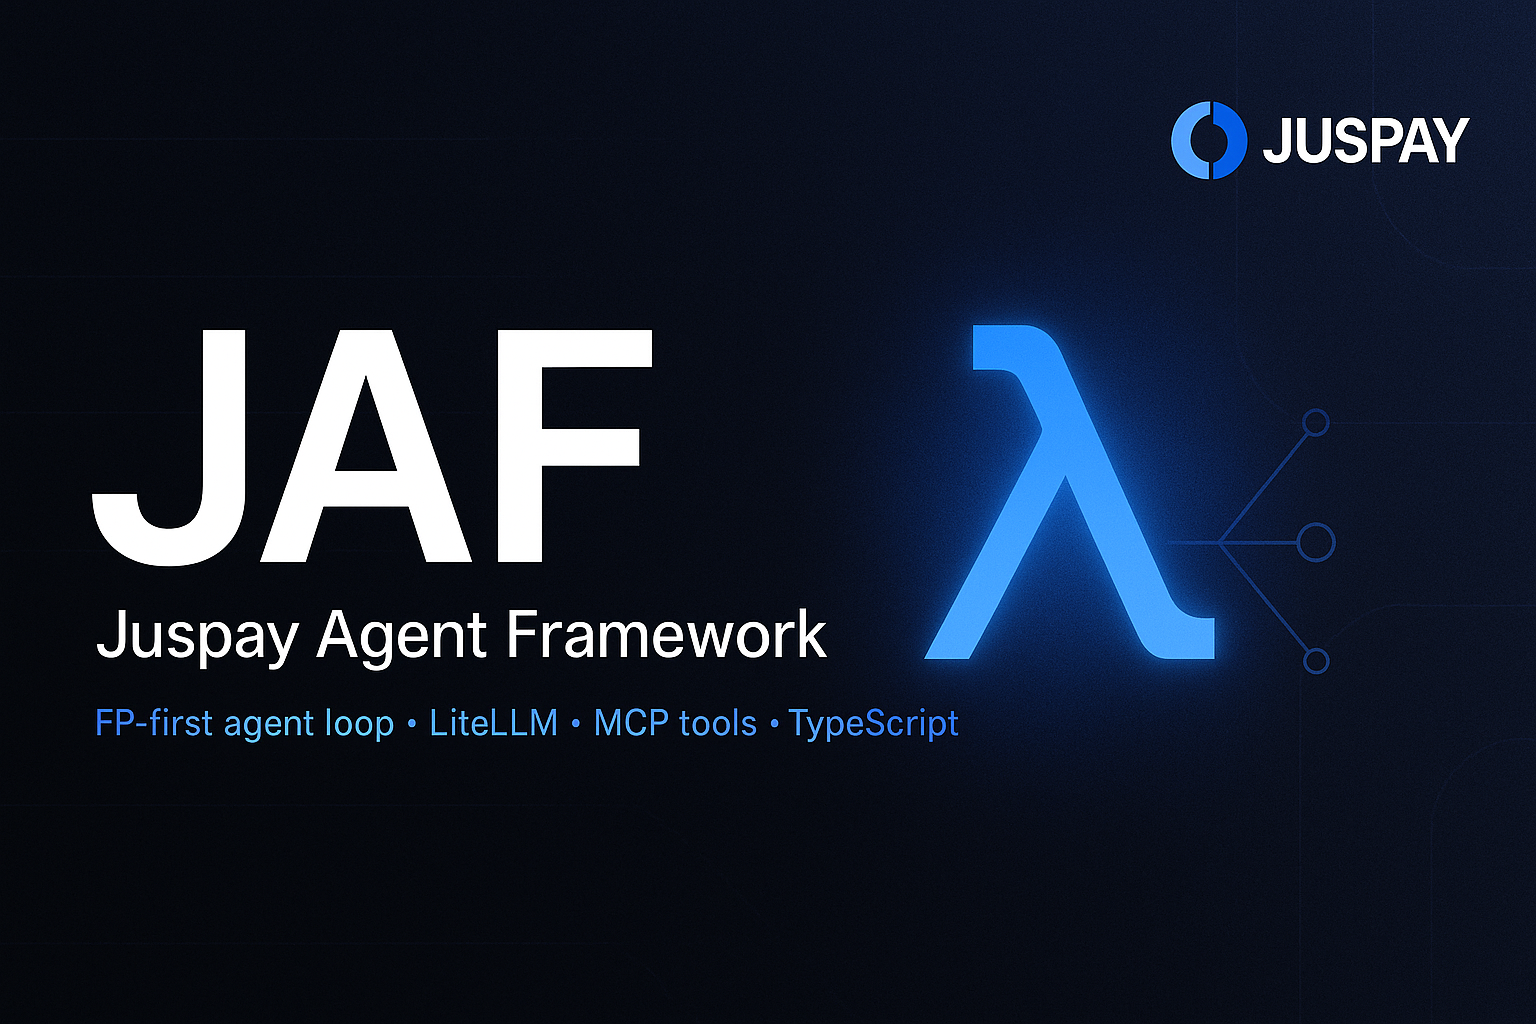 JUSPAY
JAF
λ
Juspay Agent Framework
FP-first agent loop • LiteLLM • MCP tools • TypeScript